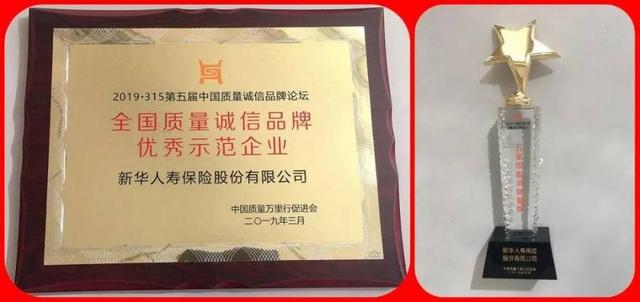 2019·315第五届中国质量诚信品牌论坛
全国质量诚信品牌
优秀示范企业
新华人寿保险股份有限公司
中国质量万里行促进会
二〇一九年三月
新华人寿保险
股份有限公司